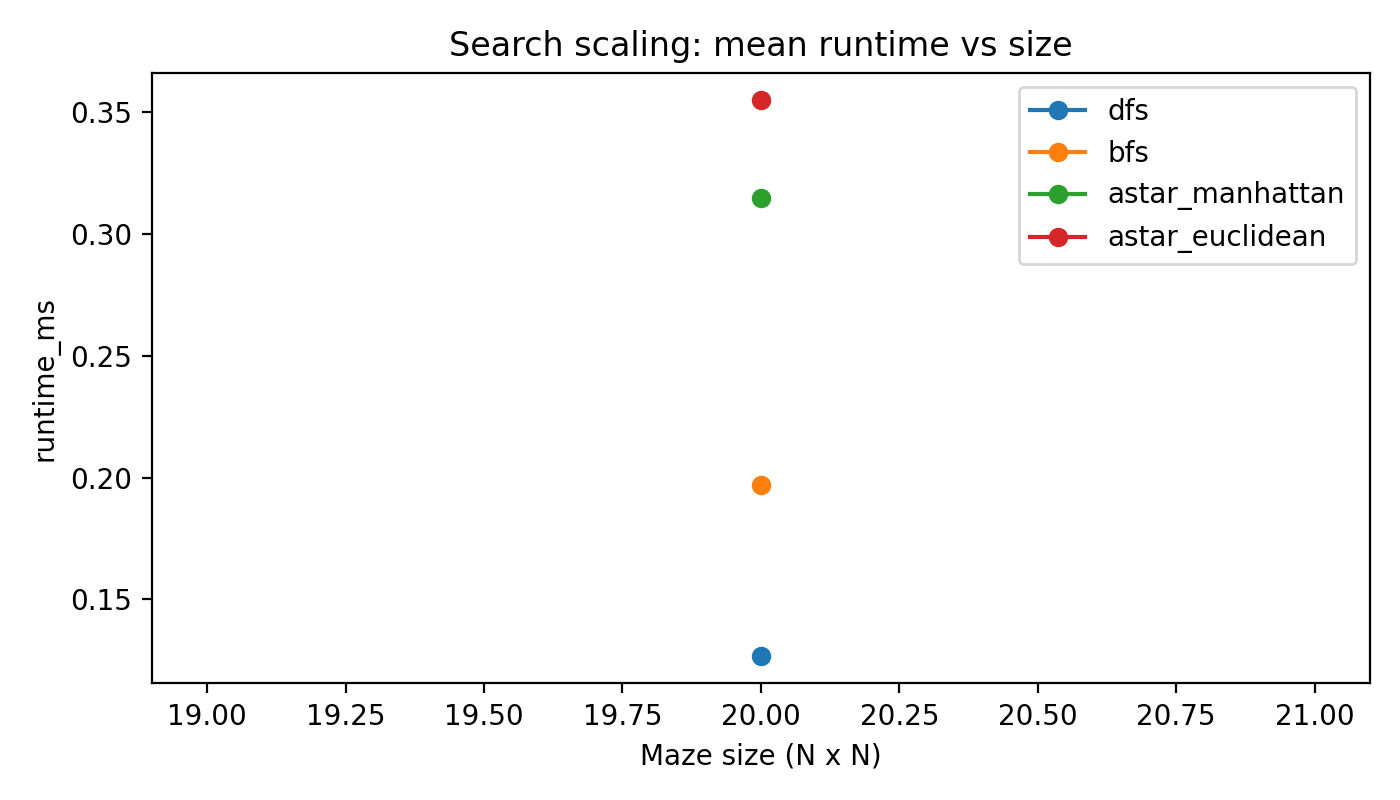 Search scaling: mean runtime vs size
0.35
0.30
0.25
0.20
0.15
runtime_ms
dfs
bfs
astar_manhattan
astar_euclidean
19.00 19.25 19.50 19.75 20.00 20.25 20.50 20.75 21.00
Maze size (N x N)